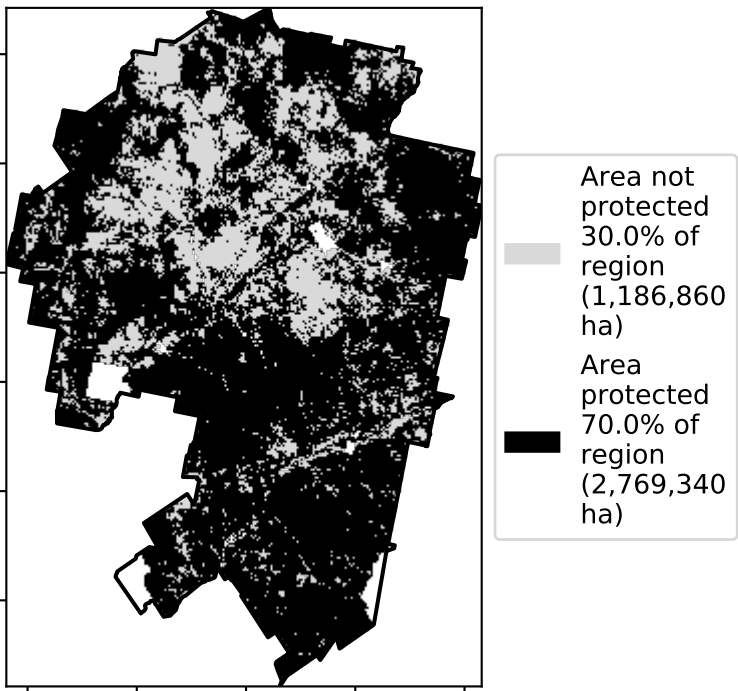 Area not
protected
30.0% of
region
(1,186,860
ha)
Area
protected
70.0% of
region
(2,769,340
ha)